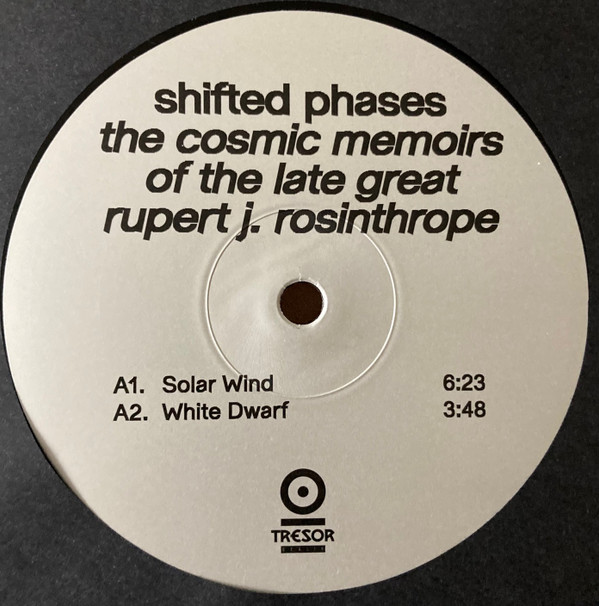 shifted phases
the cosmic memoirs
of the late great
rupert j. rosinthrope
A1. Solar Wind 6:23
A2. White Dwarf 3:48
TRESOR
BERLIN